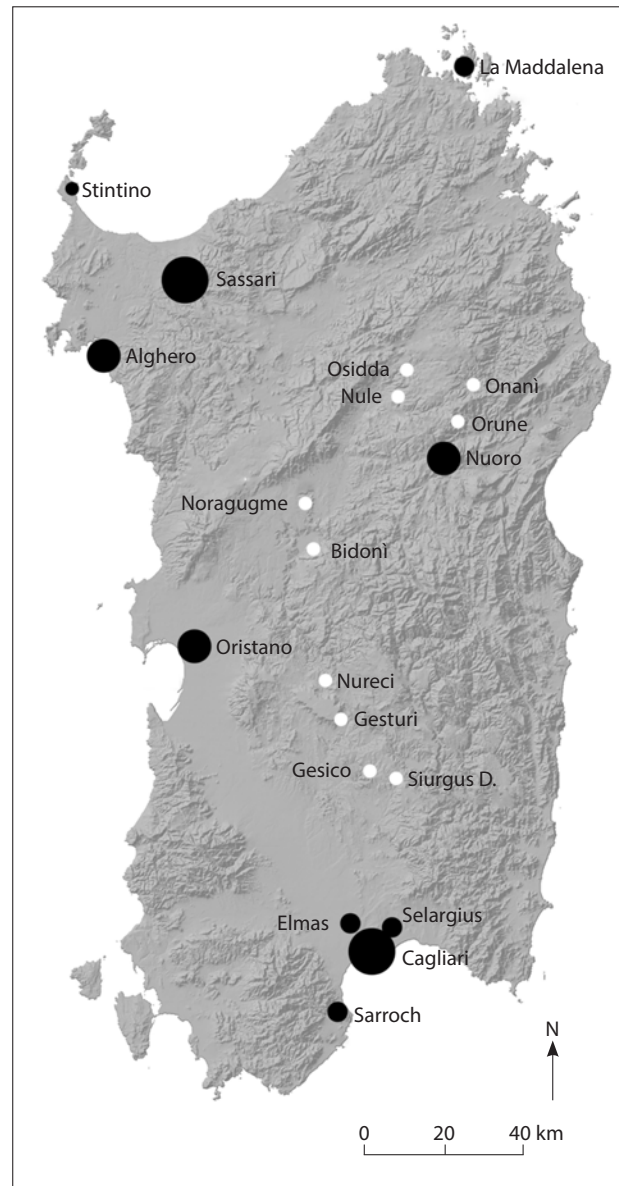 La Maddalena
Stintino
Sassari
Alghero
Osidda
Onanì
Nule
Orune
Nuoro
Noragugme
Bidonì
Oristano
Nureci
Gesturi
Gesico
Siurgus D.
Elmas
Selargius
Cagliari
Sarroch
N
0 20 40 km